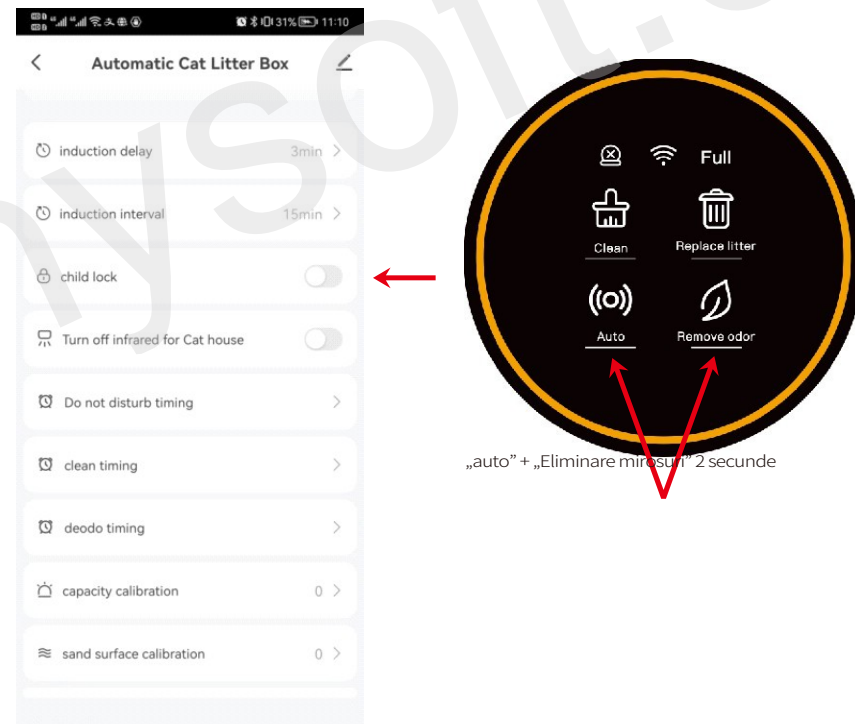 31% 11:10
Automatic Cat Litter Box
induction delay 3min
induction interval 15min
child lock
Turn off infrared for Cat house
Do not disturb timing
clean timing
deodo timing
capacity calibration 0
sand surface calibration 0
Full
Clean Replace litter
Auto Remove odor
„auto” + „Eliminare mirosuri” 2 secunde